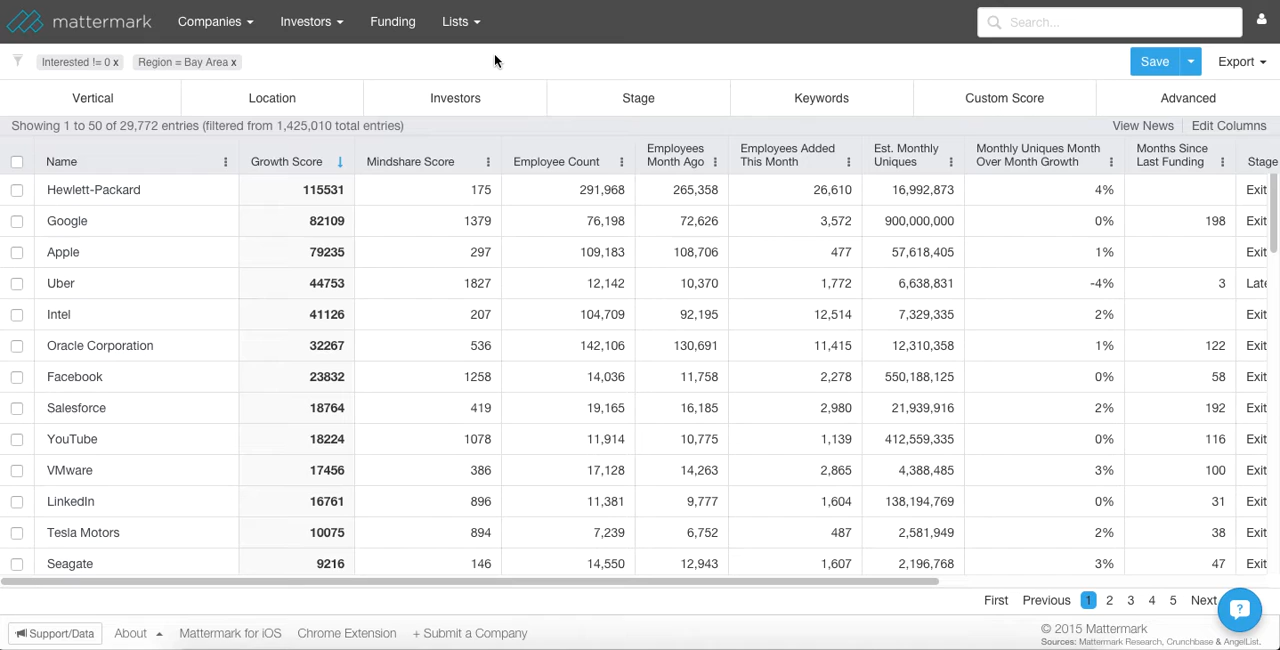 mattermark Companies Investors Funding Lists Search...
Interested != 0 x Region = Bay Area x Save Export
Vertical Location Investors Stage Keywords Custom Score Advanced
Showing 1 to 50 of 29,772 entries (filtered from 1,425,010 total entries) View News Edit Columns
Name Growth Score Mindshare Score Employee Count Employees Month Ago Employees Added This Month Est. Monthly Uniques Monthly Uniques Month Over Month Growth Months Since Last Funding Stage
Hewlett-Packard 115531 175 291,968 265,358 26,610 16,992,873 4% Exit
Google 82109 1379 76,198 72,626 3,572 900,000,000 0% 198 Exit
Apple 79235 297 109,183 108,706 477 57,618,405 1% Exit
Uber 44753 1827 12,142 10,370 1,772 6,638,831 -4% 3 Late
Intel 41126 207 104,709 92,195 12,514 7,329,335 2% Exit
Oracle Corporation 32267 536 142,106 130,691 11,415 12,310,358 1% 122 Exit
Facebook 23832 1258 14,036 11,758 2,278 550,188,125 0% 58 Exit
Salesforce 18764 419 19,165 16,185 2,980 21,939,916 2% 192 Exit
YouTube 18224 1078 11,914 10,775 1,139 412,559,335 0% 116 Exit
VMware 17456 386 17,128 14,263 2,865 4,388,485 3% 100 Exit
LinkedIn 16761 896 11,381 9,777 1,604 138,194,769 0% 31 Exit
Tesla Motors 10075 894 7,239 6,752 487 2,581,949 2% 38 Exit
Seagate 9216 146 14,550 12,943 1,607 2,196,768 3% 47 Exit
First Previous 1 2 3 4 5 Next
Support/Data About Mattermark for iOS Chrome Extension + Submit a Company © 2015 Mattermark
Sources: Mattermark Research, Crunchbase & AngelList.